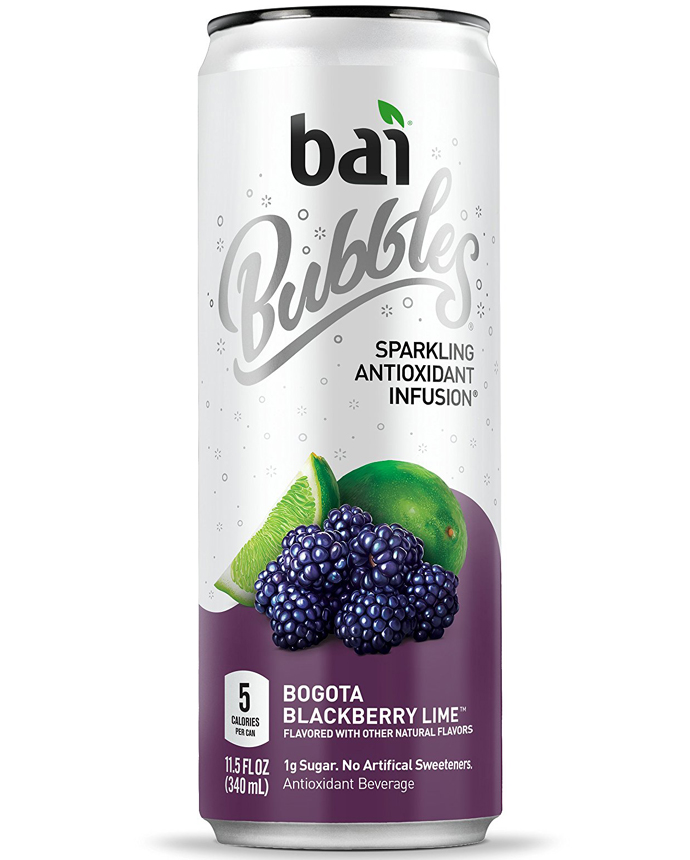 bai®
Bubbles®
SPARKLING
ANTIOXIDANT
INFUSION®
5
CALORIES
PER CAN
BOGOTA
BLACKBERRY LIME™
FLAVORED WITH OTHER NATURAL FLAVORS
11.5 FL OZ
(340 mL)
1g Sugar. No Artifical Sweeteners.
Antioxidant Beverage